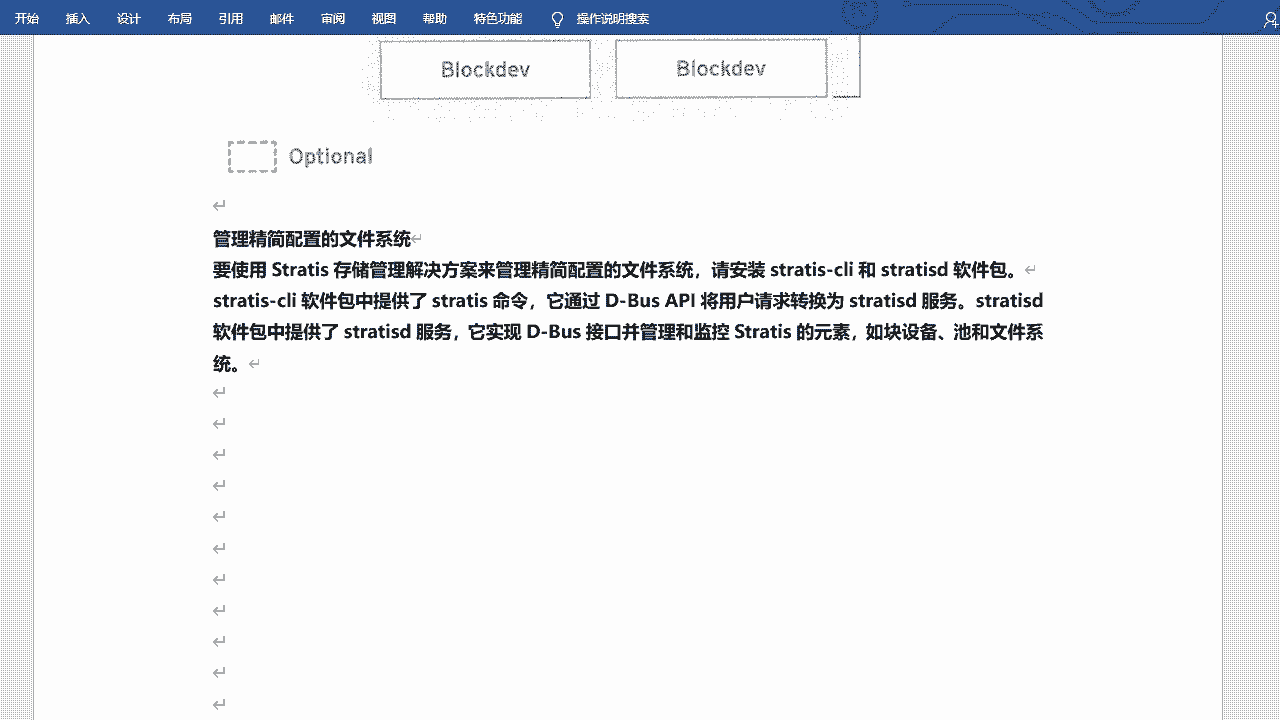 开始 插入 设计 布局 引用 邮件 审阅 视图 帮助 特色功能 操作说明搜索
Blockdev Blockdev
Optional
管理精简配置的文件系统
要使用 Stratis 存储管理解决方案来管理精简配置的文件系统，请安装 stratis-cli 和 stratisd 软件包。
stratis-cli 软件包中提供了 stratis 命令，它通过 D-Bus API 将用户请求转换为 stratisd 服务。stratisd
软件包中提供了 stratisd 服务，它实现 D-Bus 接口并管理和监控 Stratis 的元素，如块设备、池和文件系
统。